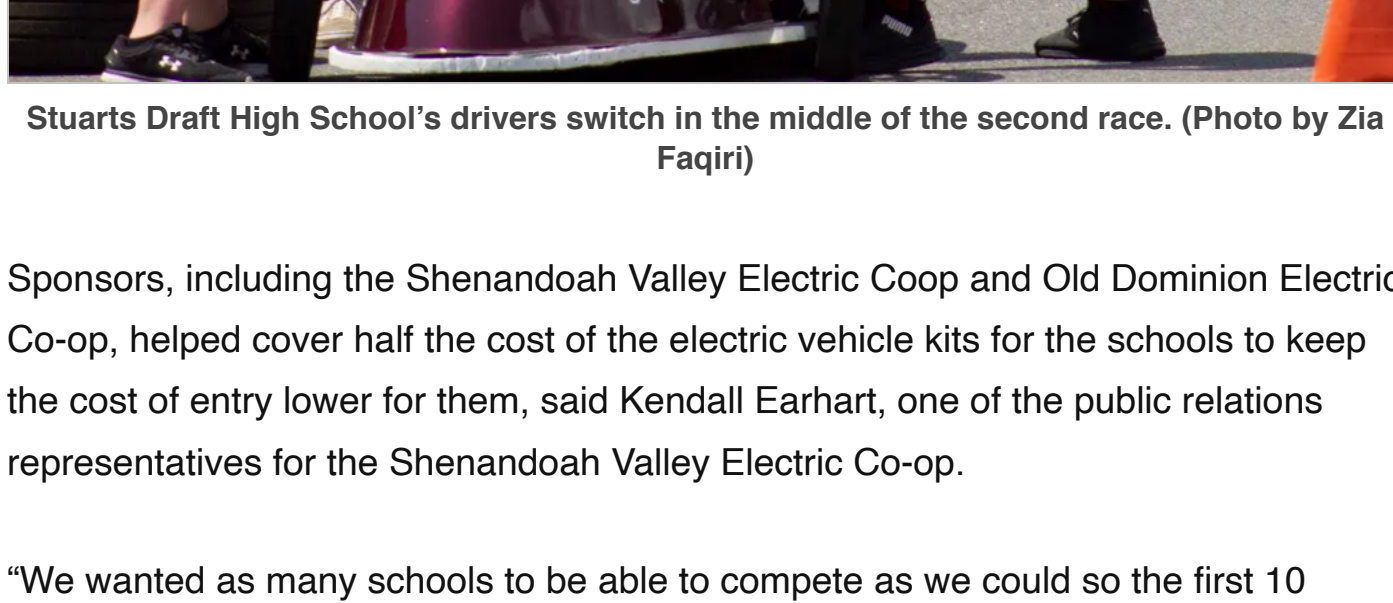 PUMA
Stuarts Draft High School’s drivers switch in the middle of the second race. (Photo by Zia
Faqiri)
Sponsors, including the Shenandoah Valley Electric Coop and Old Dominion Electric
Co-op, helped cover half the cost of the electric vehicle kits for the schools to keep
the cost of entry lower for them, said Kendall Earhart, one of the public relations
representatives for the Shenandoah Valley Electric Co-op.
“We wanted as many schools to be able to compete as we could so the first 10